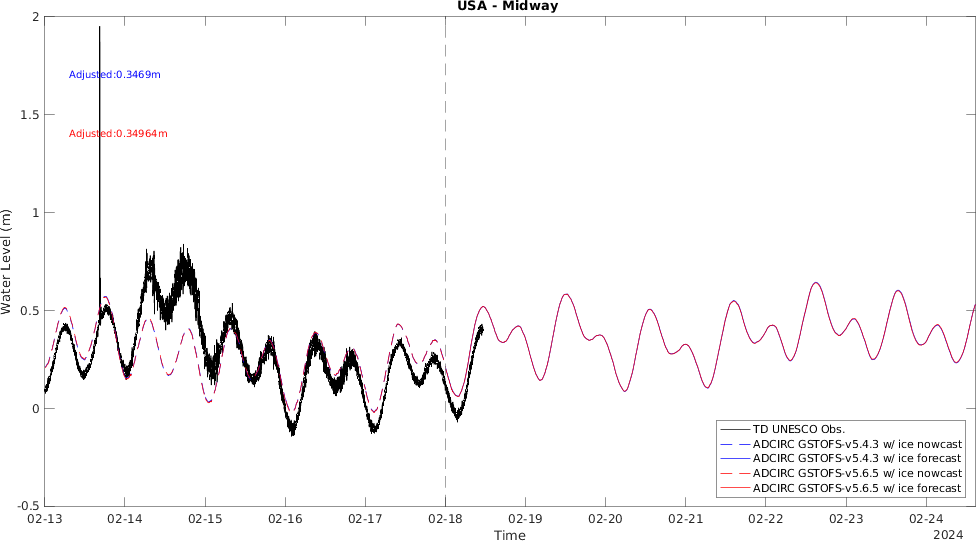 USA - Midway
2
1.5
1
0.5
0
-0.5
Water Level (m)
Adjusted:0.3469m
Adjusted:0.34964m
TD UNESCO Obs.
ADCIRC GSTOFS-v5.4.3 w/ ice nowcast
ADCIRC GSTOFS-v5.4.3 w/ ice forecast
ADCIRC GSTOFS-v5.6.5 w/ ice nowcast
ADCIRC GSTOFS-v5.6.5 w/ ice forecast
02-13 02-14 02-15 02-16 02-17 02-18 02-19 02-20 02-21 02-22 02-23 02-24
Time
2024